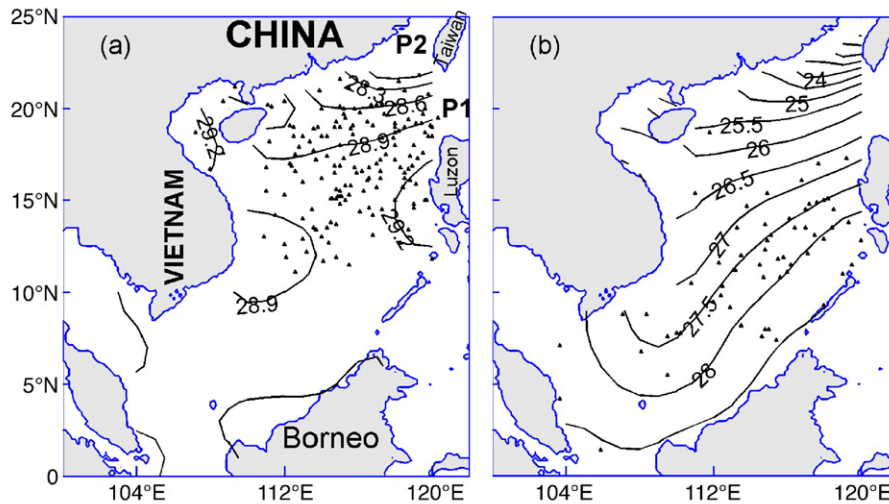 25°N
(a)
CHINA
P2
Taiwan
(b)
24
28.3
20°N
28.6
P1
25
29.2
25.5
28.9
26
Luzon
15°N
26.5
VIETNAM
29.2
27
10°N
28.9
27.5
5°N
28
Borneo
0
104°E
112°E
120°E
104°E
112°E
120°E